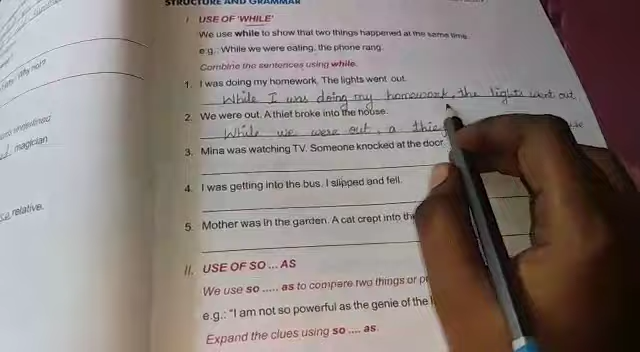 STRUCTURE AND GRAMMAR
I USE OF 'WHILE'
We use while to show that two things happened at the same time.
e.g.: While we were eating, the phone rang.
Combine the sentences using while.
1. I was doing my homework. The lights went out.
While I was doing my homework, the lights went out.
2. We were out. A thief broke into the house.
While we were out, a thief
3. Mina was watching TV. Someone knocked at the door
4. I was getting into the bus. I slipped and fell.
5. Mother was in the garden. A cat crept into the
II. USE OF SO ... AS
We use so ..... as to compare two things or
e.g.: "I am not so powerful as the genie of the
Expand the clues using so .... as.
magician
relative.